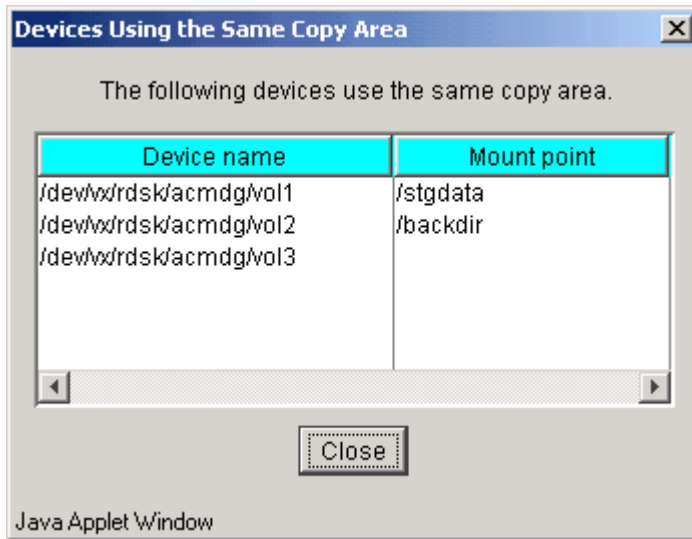 Devices Using the Same Copy Area
The following devices use the same copy area.
Device name Mount point
/dev/vx/rdsk/acmdg/vol1 /stgdata
/dev/vx/rdsk/acmdg/vol2 /backdir
/dev/vx/rdsk/acmdg/vol3
Close
Java Applet Window